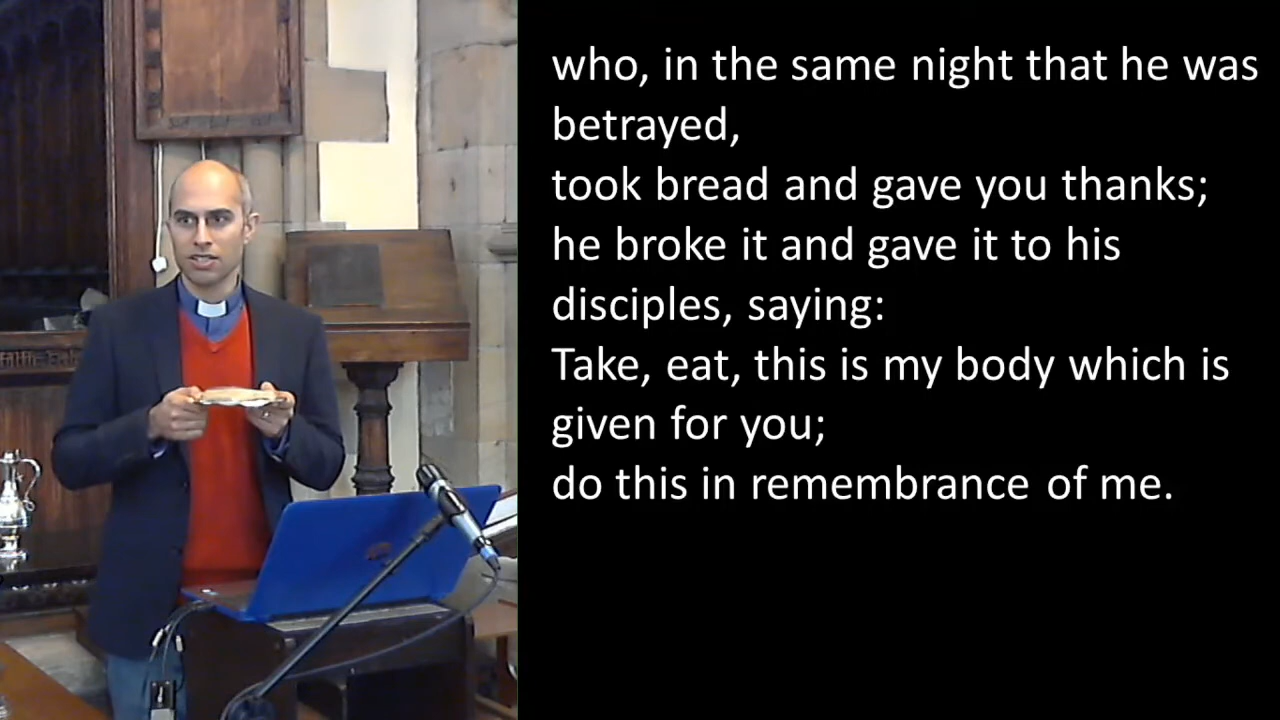 who, in the same night that he was
betrayed,
took bread and gave you thanks;
he broke it and gave it to his
disciples, saying:
Take, eat, this is my body which is
given for you;
do this in remembrance of me.